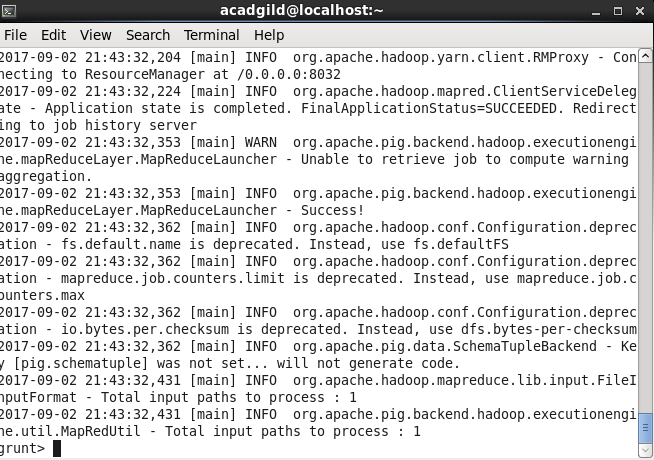 acadgild@localhost:~
File Edit View Search Terminal Help
2017-09-02 21:43:32,204 [main] INFO  org.apache.hadoop.yarn.client.RMProxy - Con
necting to ResourceManager at /0.0.0.0:8032
2017-09-02 21:43:32,224 [main] INFO  org.apache.hadoop.mapred.ClientServiceDeleg
ate - Application state is completed. FinalApplicationStatus=SUCCEEDED. Redirect
ing to job history server
2017-09-02 21:43:32,353 [main] WARN  org.apache.pig.backend.hadoop.executionengi
ne.mapReduceLayer.MapReduceLauncher - Unable to retrieve job to compute warning
aggregation.
2017-09-02 21:43:32,353 [main] INFO  org.apache.pig.backend.hadoop.executionengi
ne.mapReduceLayer.MapReduceLauncher - Success!
2017-09-02 21:43:32,362 [main] INFO  org.apache.hadoop.conf.Configuration.deprec
ation - fs.default.name is deprecated. Instead, use fs.defaultFS
2017-09-02 21:43:32,362 [main] INFO  org.apache.hadoop.conf.Configuration.deprec
ation - mapreduce.job.counters.limit is deprecated. Instead, use mapreduce.job.c
ounters.max
2017-09-02 21:43:32,362 [main] INFO  org.apache.hadoop.conf.Configuration.deprec
ation - io.bytes.per.checksum is deprecated. Instead, use dfs.bytes-per-checksum
2017-09-02 21:43:32,362 [main] INFO  org.apache.pig.data.SchemaTupleBackend - Ke
y [pig.schematuple] was not set... will not generate code.
2017-09-02 21:43:32,431 [main] INFO  org.apache.hadoop.mapreduce.lib.input.FileI
nputFormat - Total input paths to process : 1
2017-09-02 21:43:32,431 [main] INFO  org.apache.pig.backend.hadoop.executionengi
ne.util.MapRedUtil - Total input paths to process : 1
grunt>